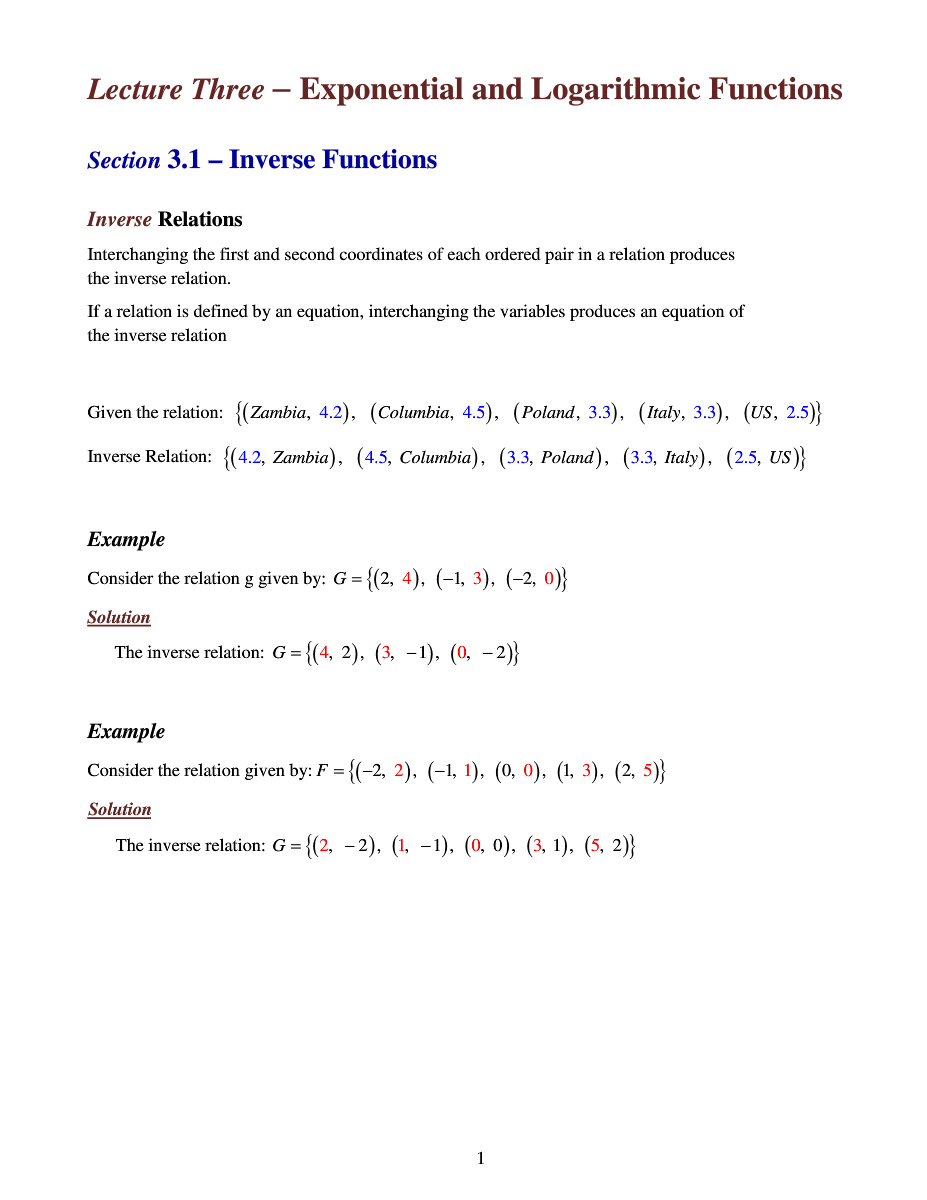 Lecture Three – Exponential and Logarithmic Functions
Section 3.1 – Inverse Functions
Inverse Relations
Interchanging the first and second coordinates of each ordered pair in a relation produces
the inverse relation.
If a relation is defined by an equation, interchanging the variables produces an equation of
the inverse relation
Given the relation: {(Zambia, 4.2), (Columbia, 4.5), (Poland, 3.3), (Italy, 3.3), (US, 2.5)}
Inverse Relation: {(4.2, Zambia), (4.5, Columbia), (3.3, Poland), (3.3, Italy), (2.5, US)}
Example
Consider the relation g given by: G = {(2, 4), (−1, 3), (−2, 0)}
Solution
The inverse relation: G = {(4, 2), (3, −1), (0, −2)}
Example
Consider the relation given by: F = {(−2, 2), (−1, 1), (0, 0), (1, 3), (2, 5)}
Solution
The inverse relation: G = {(2, −2), (1, −1), (0, 0), (3, 1), (5, 2)}
1